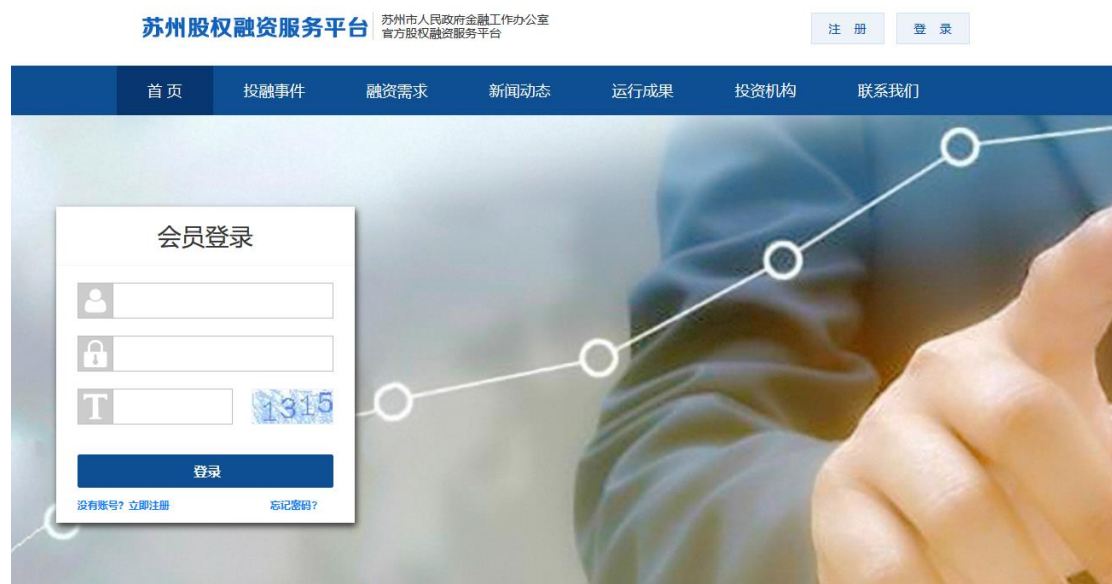 苏州股权融资服务平台
苏州市人民政府金融工作办公室
官方股权融资服务平台
注 册
登 录
首 页 投融事件 融资需求 新闻动态 运行成果 投资机构 联系我们
会员登录
T
1315
登录
没有账号? 立即注册 忘记密码?